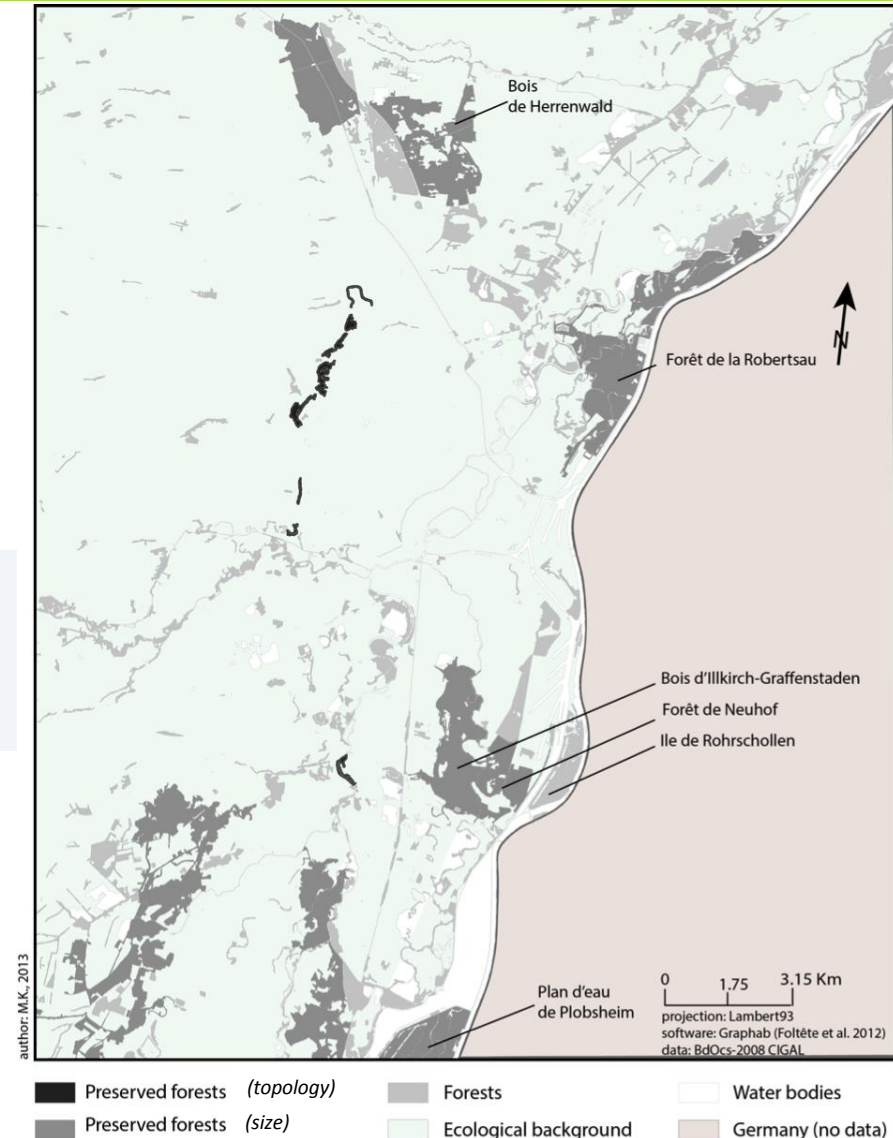 Bois
de Herrenwald
N
Forêt de la Robertsau
Bois d'Illkirch-Graffenstaden
Forêt de Neuhof
Ile de Rohrschollen
Plan d'eau
de Plobsheim
0 1.75 3.15 Km
projection: Lambert93
software: Graphab (Foltête et al. 2012)
data: BdOcs-2008 CIGAL
author: M.K., 2013
Preserved forests (topology)
Preserved forests (size)
Forests
Ecological background
Water bodies
Germany (no data)